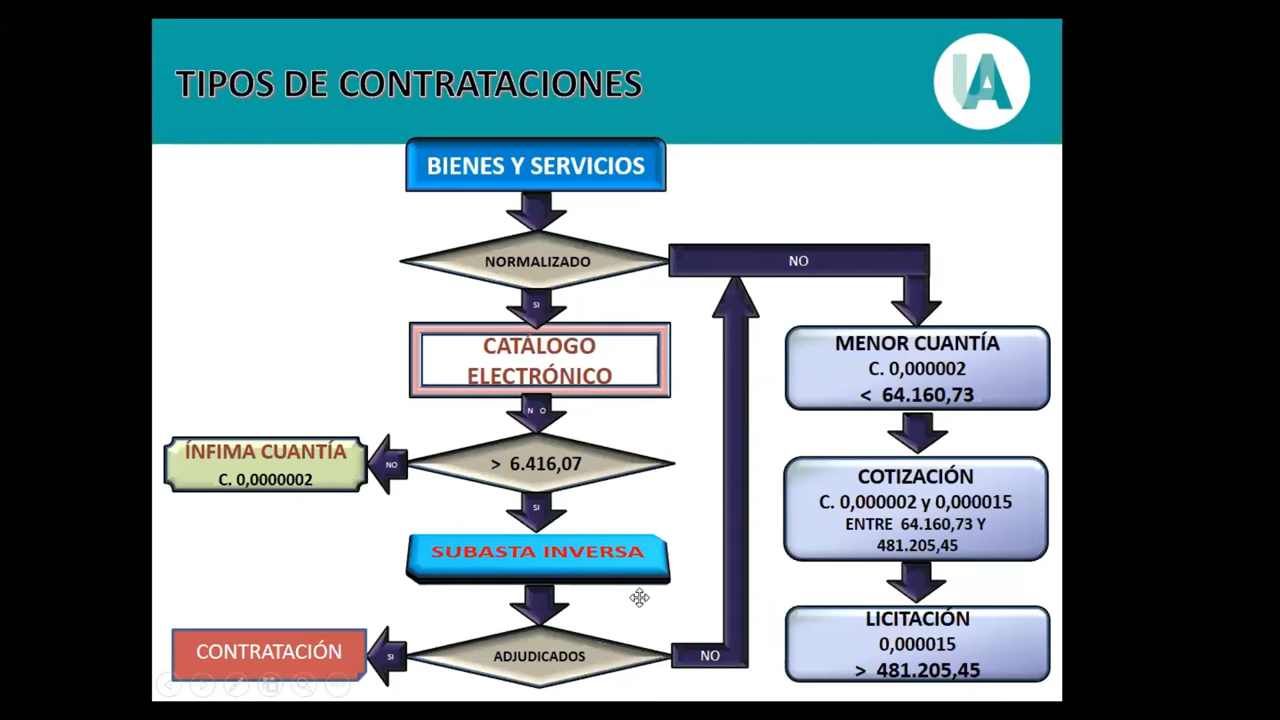 TIPOS DE CONTRATACIONES
UA
BIENES Y SERVICIOS
NORMALIZADO
NO
SI
CATÀLOGO
ELECTRÓNICO
N O
> 6.416,07
NO
ÍNFIMA CUANTÍA
C. 0,0000002
SI
SUBASTA INVERSA
ADJUDICADOS
SI
CONTRATACIÓN
NO
MENOR CUANTÍA
C. 0,000002
< 64.160,73
COTIZACIÓN
C. 0,000002 y 0,000015
ENTRE 64.160,73 Y
481.205,45
LICITACIÓN
0,000015
> 481.205,45